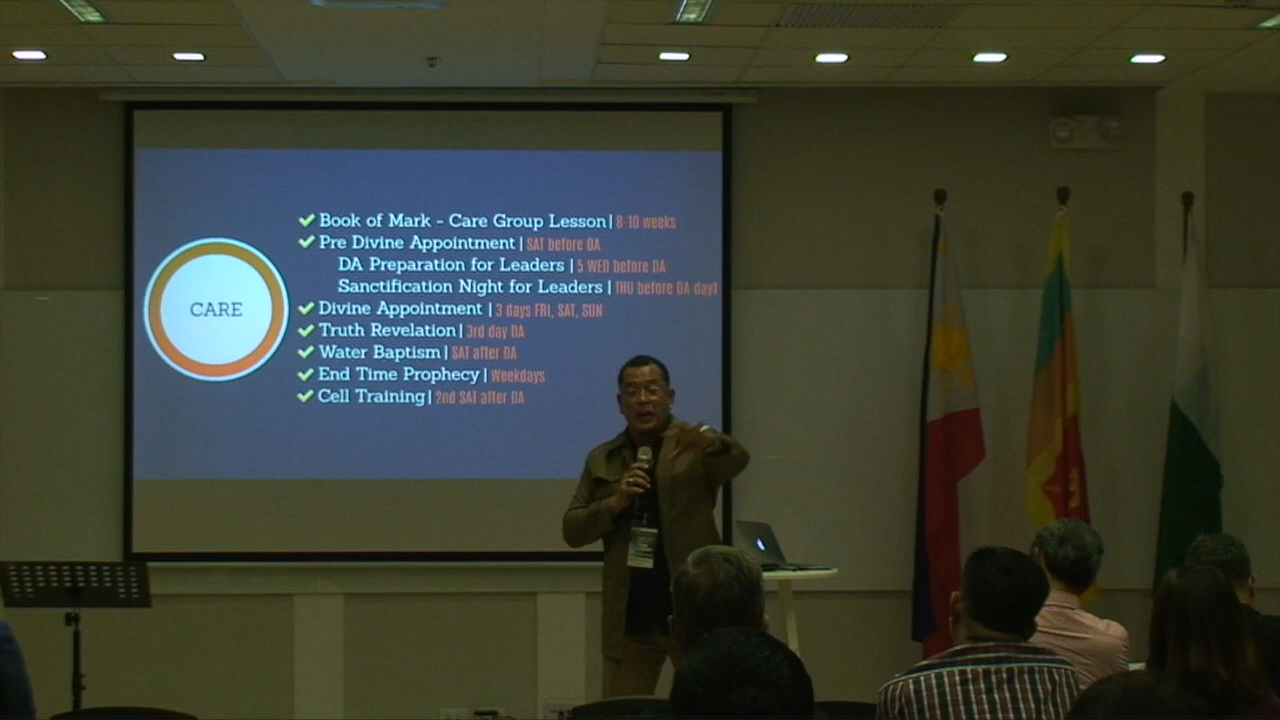 CARE
Book of Mark - Care Group Lesson| 8-10 weeks
Pre Divine Appointment | SAT before DA
DA Preparation for Leaders | 5 WED before DA
Sanctification Night for Leaders | THU before DA day1
Divine Appointment | 3 days FRI, SAT, SUN
Truth Revelation | 3rd day DA
Water Baptism | SAT after DA
End Time Prophecy | Weekdays
Cell Training| 2nd SAT after DA